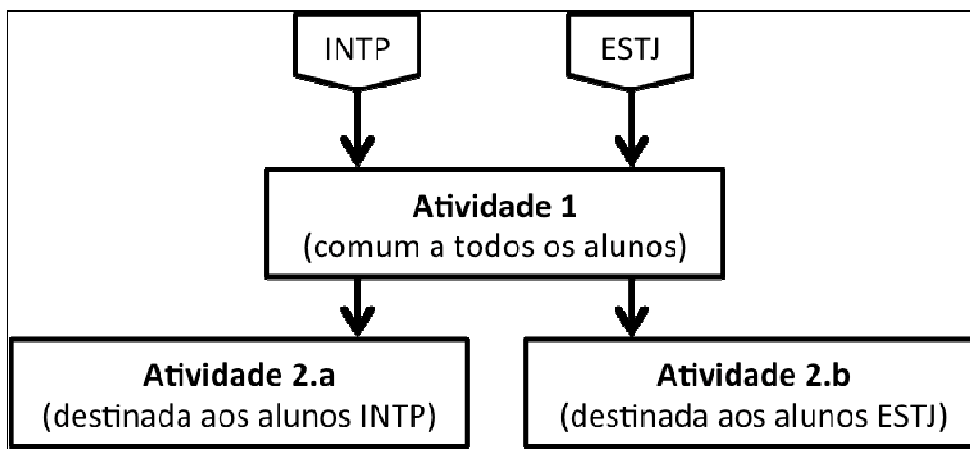 INTP
ESTJ
Atividade 1
(comum a todos os alunos)
Atividade 2.a
(destinada aos alunos INTP)
Atividade 2.b
(destinada aos alunos ESTJ)